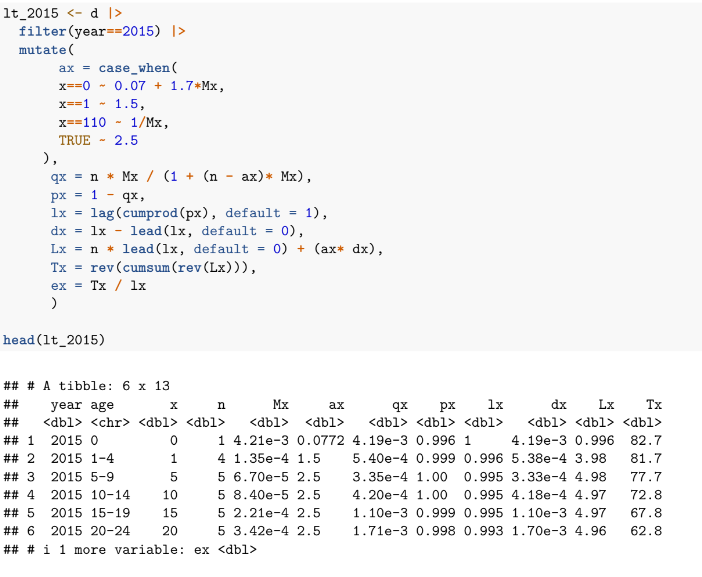 lt_2015 <- d |>
  filter(year==2015) |>
  mutate(
       ax = case_when(
       x==0 ~ 0.07 + 1.7*Mx,
       x==1 ~ 1.5,
       x==110 ~ 1/Mx,
       TRUE ~ 2.5
     ),
      qx = n * Mx / (1 + (n - ax)* Mx),
      px = 1 - qx,
      lx = lag(cumprod(px), default = 1),
      dx = lx - lead(lx, default = 0),
      Lx = n * lead(lx, default = 0) + (ax* dx),
      Tx = rev(cumsum(rev(Lx))),
      ex = Tx / lx
      )
head(lt_2015)
## # A tibble: 6 x 13
##    year age       x     n      Mx     ax      qx    px    lx      dx    Lx    Tx
##   <dbl> <chr> <dbl> <dbl>   <dbl>  <dbl>   <dbl> <dbl> <dbl>   <dbl> <dbl> <dbl>
## 1  2015 0         0     1 4.21e-3 0.0772 4.19e-3 0.996 1     4.19e-3 0.996  82.7
## 2  2015 1-4       1     4 1.35e-4 1.5    5.40e-4 0.999 0.996 5.38e-4 3.98   81.7
## 3  2015 5-9       5     5 6.70e-5 2.5    3.35e-4 1.00  0.995 3.33e-4 4.98   77.7
## 4  2015 10-14    10     5 8.40e-5 2.5    4.20e-4 1.00  0.995 4.18e-4 4.97   72.8
## 5  2015 15-19    15     5 2.21e-4 2.5    1.10e-3 0.999 0.995 1.10e-3 4.97   67.8
## 6  2015 20-24    20     5 3.42e-4 2.5    1.71e-3 0.998 0.993 1.70e-3 4.96   62.8
## # i 1 more variable: ex <dbl>